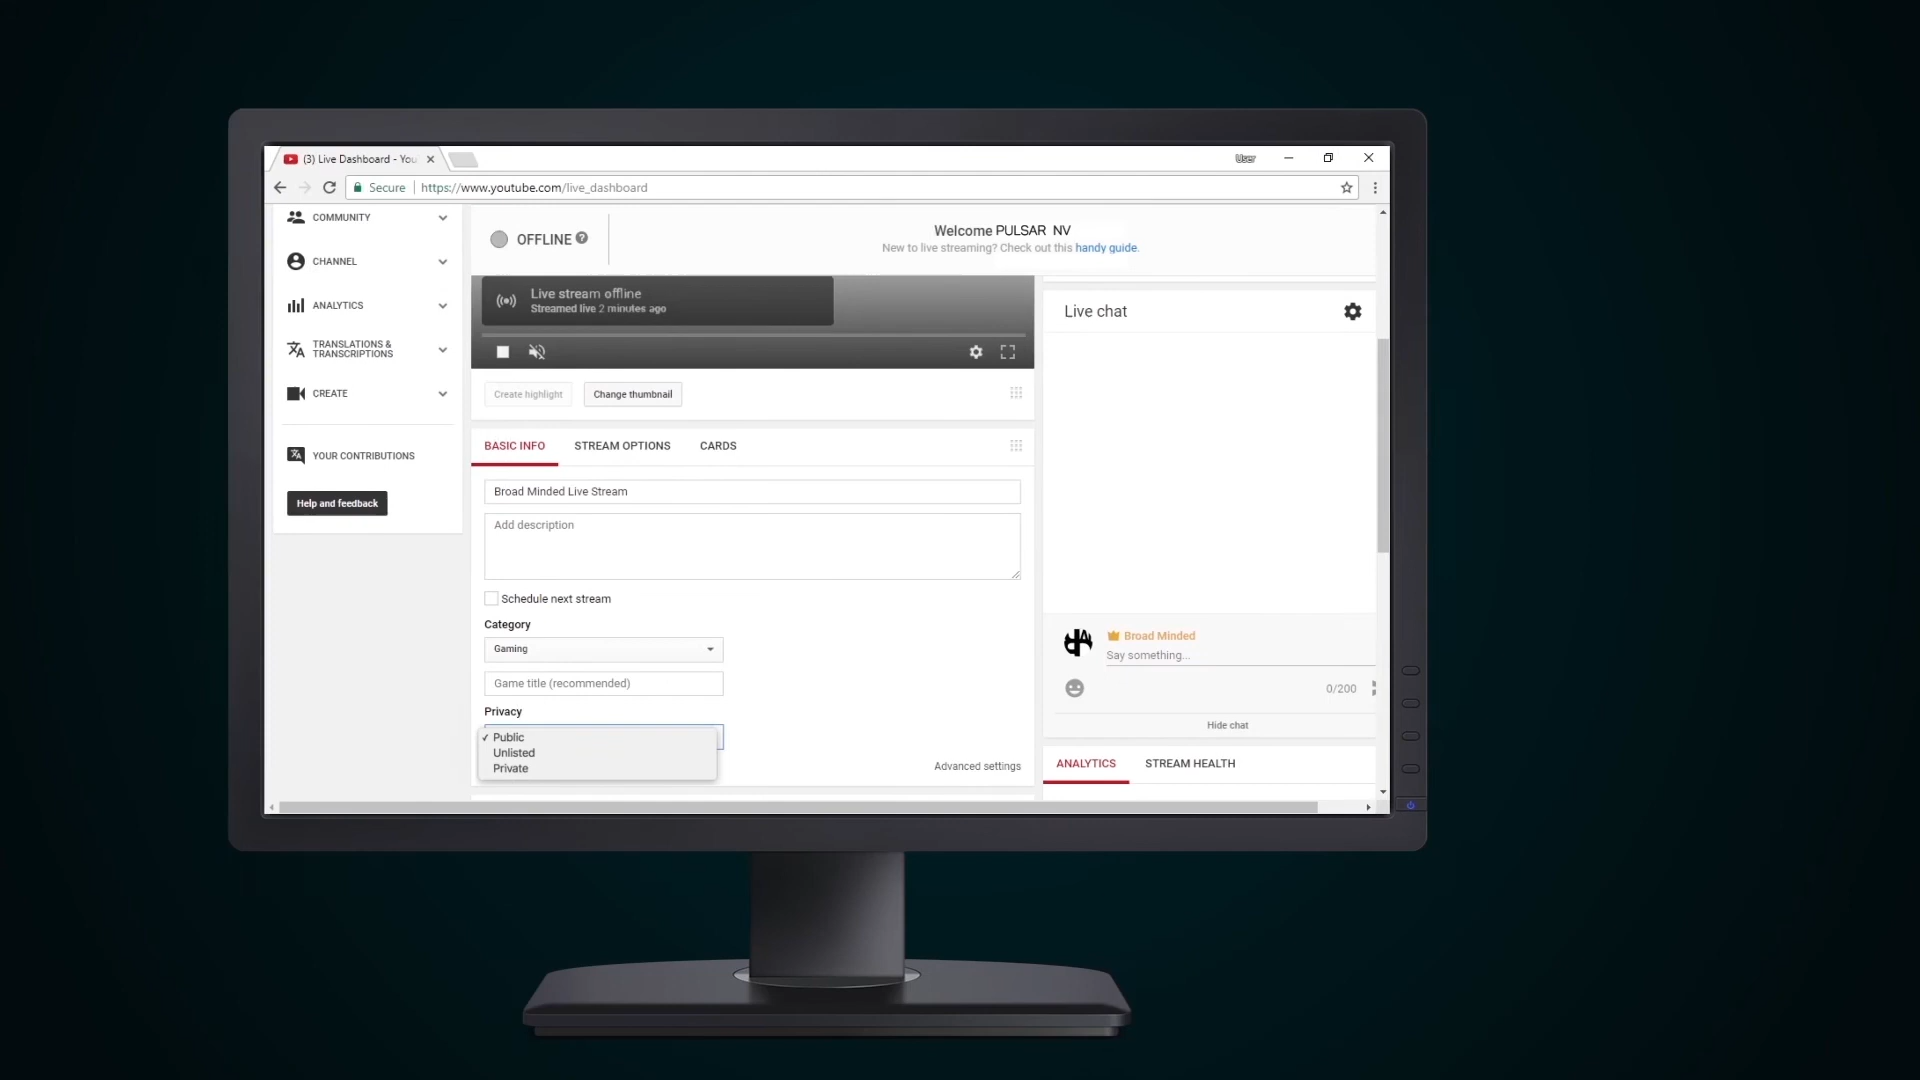 (3) Live Dashboard - You
User
Secure
https://www.youtube.com/live_dashboard
COMMUNITY
CHANNEL
ANALYTICS
TRANSLATIONS &
TRANSCRIPTIONS
CREATE
YOUR CONTRIBUTIONS
Help and feedback
OFFLINE
Welcome PULSAR NV
New to live streaming? Check out this handy guide.
Live stream offline
Streamed live 2 minutes ago
Create highlight
Change thumbnail
BASIC INFO
STREAM OPTIONS
CARDS
Broad Minded Live Stream
Add description
Schedule next stream
Category
Gaming
Game title (recommended)
Privacy
Public
Unlisted
Private
Advanced settings
Live chat
Broad Minded
Say something...
0/200
Hide chat
ANALYTICS
STREAM HEALTH